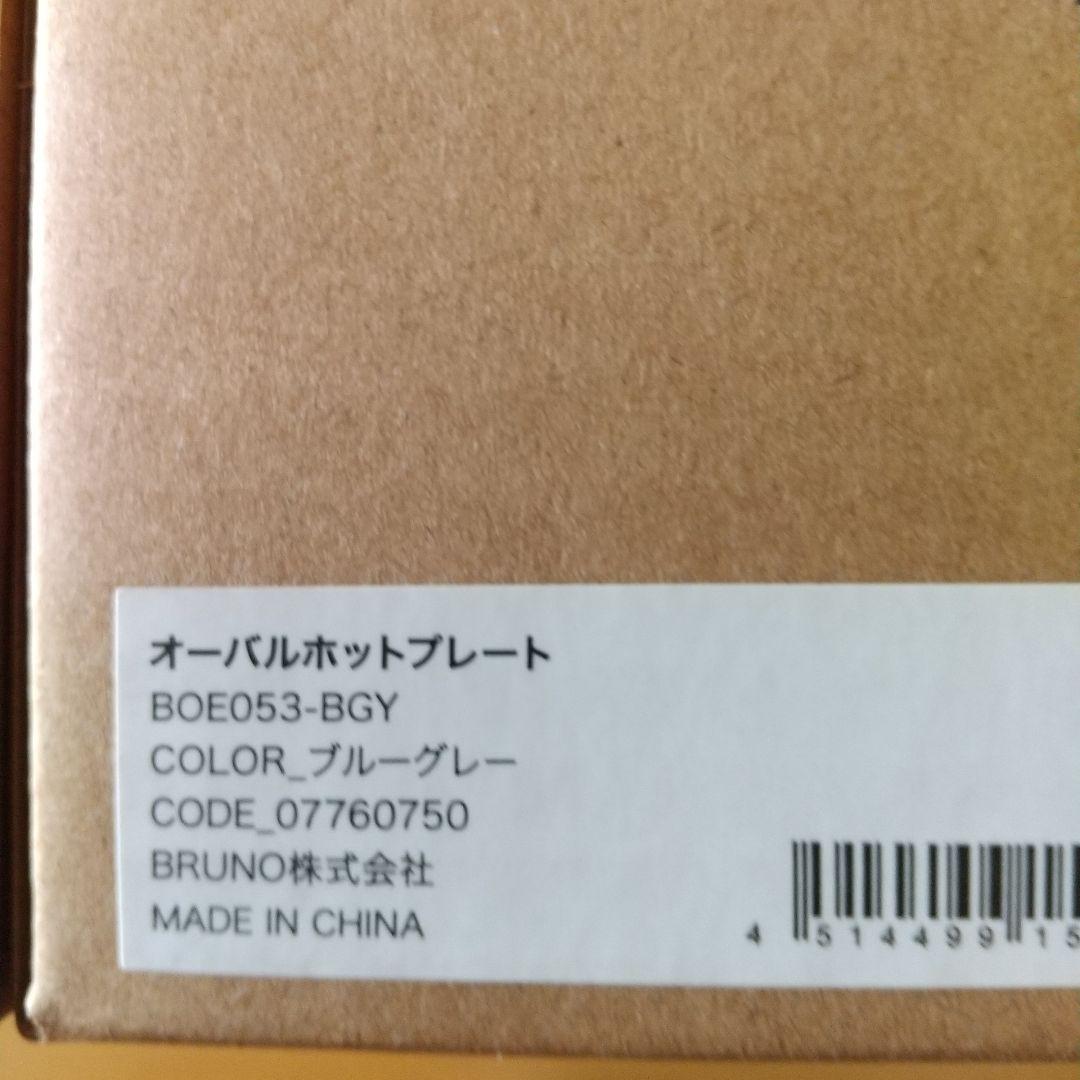 オーバルホットプレート
BOE053-BGY
COLOR_ブルーグレー
CODE_07760750
BRUNO株式会社
MADE IN CHINA
4 514499 15